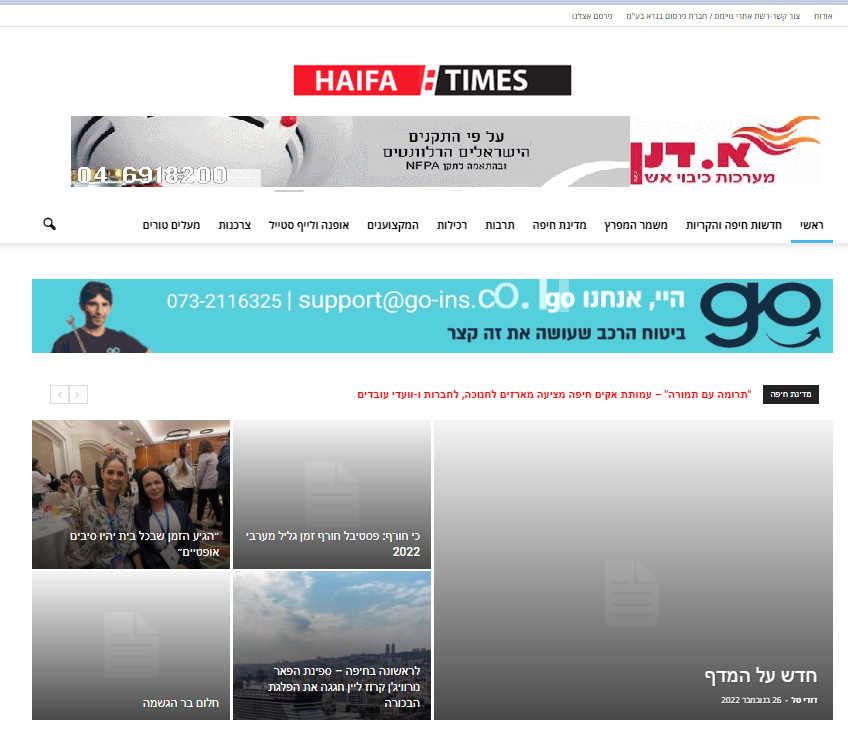 אודות
צור קשר-רשת אתרי טיימס / חברת פרסום בגדא בע"מ
פרסם אצלנו
HAIFA TIMES
א.דנן
מערכות כיבוי אש
על פי התקנים
הישראלים הרלוונטים
ובהתאמה לתקן NFPA
04-6918200
ראשי
חדשות חיפה והקריות
משמר המפרץ
מדינת חיפה
תרבות
רכילות
המקצוענים
אופנה ולייף סטייל
צרכנות
מעלים טורים
go
היי, אנחנו go
ביטוח הרכב שעושה את זה קצר
073-2116325 | support@go-ins.co.
מדינת חיפה
"תרומה עם תמורה" – עמותת אקים חיפה מציעה מארזים לחנוכה, לחברות ו-וועדי עובדים
חדש על המדף
דודי טל - 26 בנובמבר 2022
כי חורף: פסטיבל חורף זמן גליל מערבי
2022
"הגיע הזמן שבכל בית יהיו סיבים
אופטיים"
לראשונה בחיפה – ספינת הפאר
נורוויג'ן קרוז ליין חגגה את הפלגת
הבכורה
חלום בר הגשמה